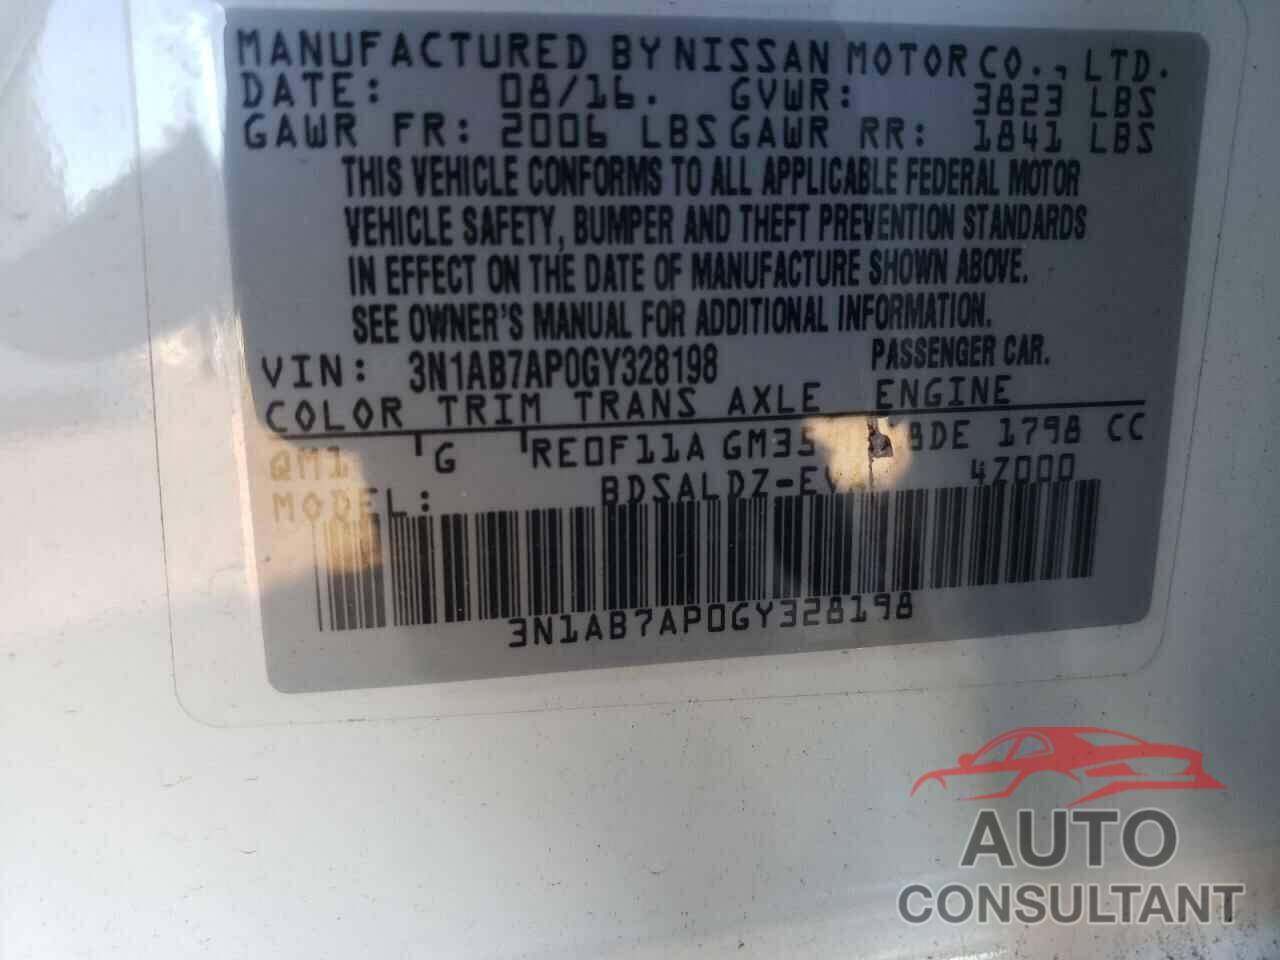 MANUFACTURED BY NISSAN MOTOR CO., LTD.
DATE: 08/16. GVWR: 3823 LBS
GAWR FR: 2006 LBS GAWR RR: 1841 LBS
THIS VEHICLE CONFORMS TO ALL APPLICABLE FEDERAL MOTOR
VEHICLE SAFETY, BUMPER AND THEFT PREVENTION STANDARDS
IN EFFECT ON THE DATE OF MANUFACTURE SHOWN ABOVE.
SEE OWNER'S MANUAL FOR ADDITIONAL INFORMATION.
VIN: 3N1AB7AP0GY328198 PASSENGER CAR.
COLOR TRIM TRANS AXLE ENGINE
QM1 G RE0F11A GM35 1798 CC
MODEL: 4Z000
3N1AB7AP0GY328198
AUTO
CONSULTANT